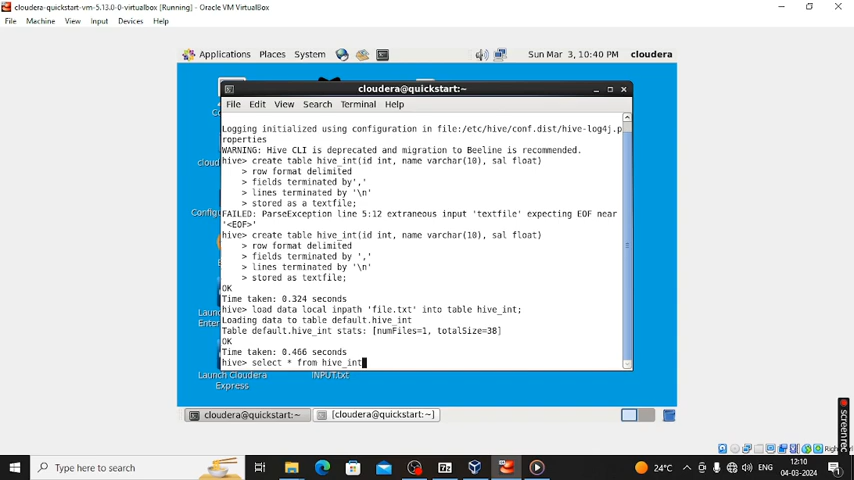 cloudera-quickstart-vm-5.13.0-0-virtualbox [Running] - Oracle VM VirtualBox
File Machine View Input Devices Help
Applications Places System Sun Mar 3, 10:40 PM cloudera
cloudera@quickstart:~
File Edit View Search Terminal Help
Logging initialized using configuration in file:/etc/hive/conf.dist/hive-log4j.p
roperties
WARNING: Hive CLI is deprecated and migration to Beeline is recommended.
hive> create table hive_int(id int, name varchar(10), sal float)
> row format delimited
> fields terminated by','
> lines terminated by '\n'
> stored as a textfile;
FAILED: ParseException line 5:12 extraneous input 'textfile' expecting EOF near
'<EOF>'
hive> create table hive_int(id int, name varchar(10), sal float)
> row format delimited
> fields terminated by ','
> lines terminated by '\n'
> stored as textfile;
OK
Time taken: 0.324 seconds
hive> load data local inpath 'file.txt' into table hive_int;
Loading data to table default.hive_int
Table default.hive_int stats: [numFiles=1, totalSize=38]
OK
Time taken: 0.466 seconds
hive> select * from hive_int
Launch Cloudera
Express
INPUT.txt
cloudera@quickstart:~
[cloudera@quickstart:~]
Type here to search
24°C
ENG
12:10
04-03-2024
screenrec